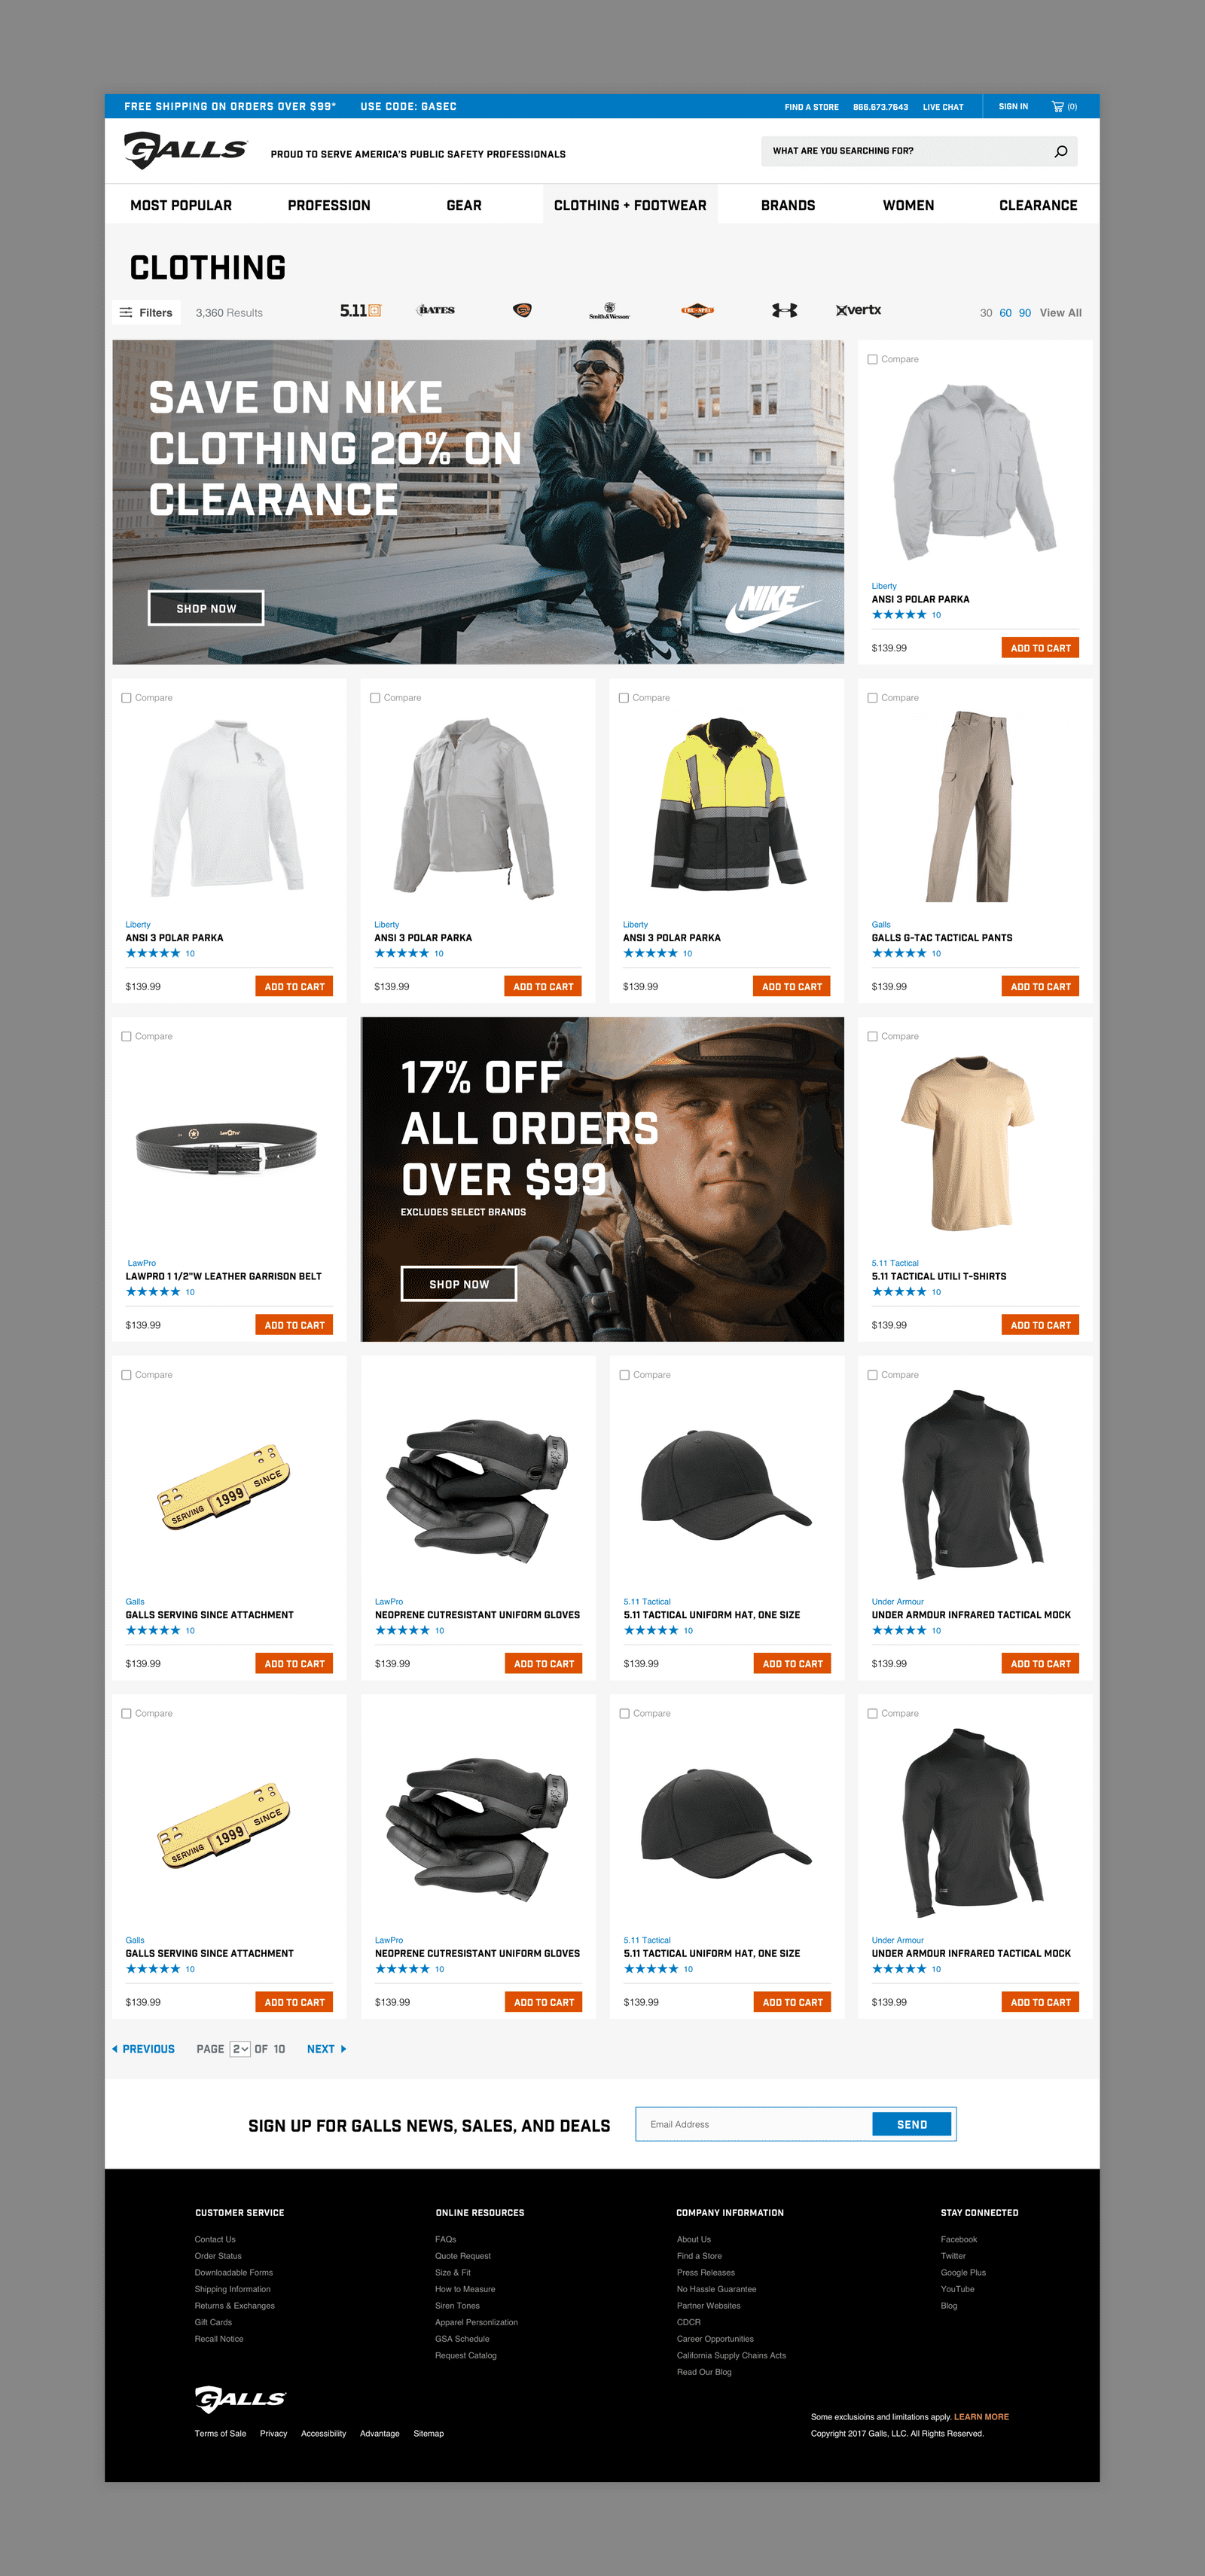 FREE SHIPPING ON ORDERS OVER $99* USE CODE: GASEC FIND A STORE 866.673.7643 LIVE CHAT SIGN IN (0)
GALLS PROUD TO SERVE AMERICA'S PUBLIC SAFETY PROFESSIONALS WHAT ARE YOU SEARCHING FOR?
MOST POPULAR PROFESSION GEAR CLOTHING + FOOTWEAR BRANDS WOMEN CLEARANCE
CLOTHING
Filters 3,360 Results 5.11 BATES Smith&Wesson TRU-SPEC vertx 30 60 90 View All
SAVE ON NIKE
CLOTHING 20% ON
CLEARANCE
SHOP NOW
NIKE
Compare
Liberty
ANSI 3 POLAR PARKA
10
$139.99 ADD TO CART
Compare Compare Compare Compare
Liberty Liberty Liberty Galls
ANSI 3 POLAR PARKA ANSI 3 POLAR PARKA ANSI 3 POLAR PARKA GALLS G-TAC TACTICAL PANTS
10 10 10 10
$139.99 ADD TO CART $139.99 ADD TO CART $139.99 ADD TO CART $139.99 ADD TO CART
Compare
LawPro
LawPro
LAWPRO 1 1/2"W LEATHER GARRISON BELT
10
$139.99 ADD TO CART
17% OFF
ALL ORDERS
OVER $99
EXCLUDES SELECT BRANDS
SHOP NOW
Compare
5.11 Tactical
5.11 TACTICAL UTILI T-SHIRTS
10
$139.99 ADD TO CART
Compare Compare Compare
SERVING 1999 SINCE
Galls LawPro 5.11 Tactical Under Armour
GALLS SERVING SINCE ATTACHMENT NEOPRENE CUTRESISTANT UNIFORM GLOVES 5.11 TACTICAL UNIFORM HAT, ONE SIZE UNDER ARMOUR INFRARED TACTICAL MOCK
10 10 10 10
$139.99 ADD TO CART $139.99 ADD TO CART $139.99 ADD TO CART $139.99 ADD TO CART
Compare Compare Compare
SERVING 1999 SINCE
Galls LawPro 5.11 Tactical Under Armour
GALLS SERVING SINCE ATTACHMENT NEOPRENE CUTRESISTANT UNIFORM GLOVES 5.11 TACTICAL UNIFORM HAT, ONE SIZE UNDER ARMOUR INFRARED TACTICAL MOCK
10 10 10 10
$139.99 ADD TO CART $139.99 ADD TO CART $139.99 ADD TO CART $139.99 ADD TO CART
PREVIOUS PAGE 2 OF 10 NEXT
SIGN UP FOR GALLS NEWS, SALES, AND DEALS Email Address SEND
CUSTOMER SERVICE
Contact Us
Order Status
Downloadable Forms
Shipping Information
Returns & Exchanges
Gift Cards
Recall Notice
ONLINE RESOURCES
FAQs
Quote Request
Size & Fit
How to Measure
Siren Tones
Apparel Personlization
GSA Schedule
Request Catalog
COMPANY INFORMATION
About Us
Find a Store
Press Releases
No Hassle Guarantee
Partner Websites
CDCR
Career Opportunities
California Supply Chains Acts
Read Our Blog
STAY CONNECTED
Facebook
Twitter
Google Plus
YouTube
Blog
GALLS
Terms of Sale Privacy Accessibility Advantage Sitemap
Some exclusioins and limitations apply. LEARN MORE
Copyright 2017 Galls, LLC. All Rights Reserved.